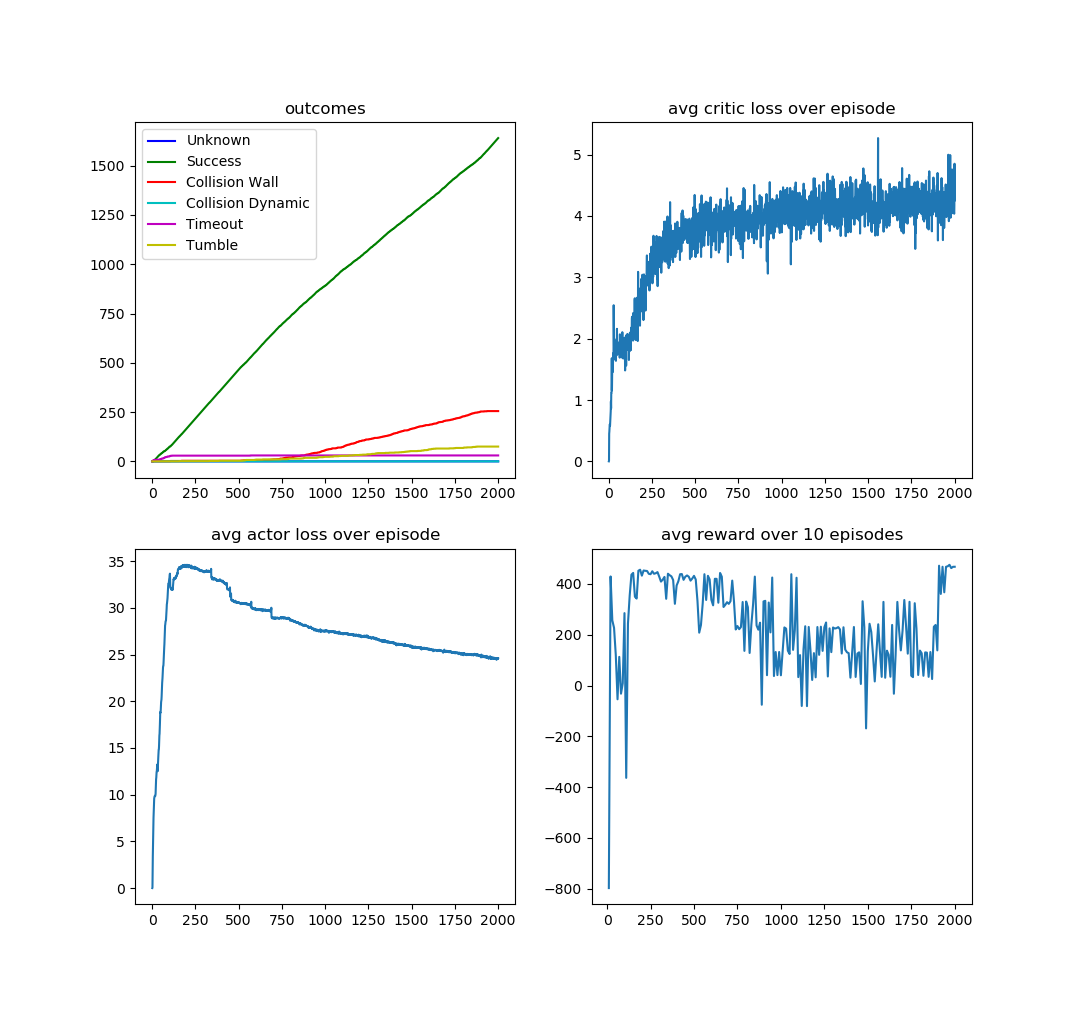 outcomes
Unknown
Success
Collision Wall
Collision Dynamic
Timeout
Tumble
1500
1250
1000
750
500
250
0
0 250 500 750 1000 1250 1500 1750 2000
avg critic loss over episode
5
4
3
2
1
0
0 250 500 750 1000 1250 1500 1750 2000
avg actor loss over episode
35
30
25
20
15
10
5
0
0 250 500 750 1000 1250 1500 1750 2000
avg reward over 10 episodes
400
200
0
−200
−400
−600
−800
0 250 500 750 1000 1250 1500 1750 2000